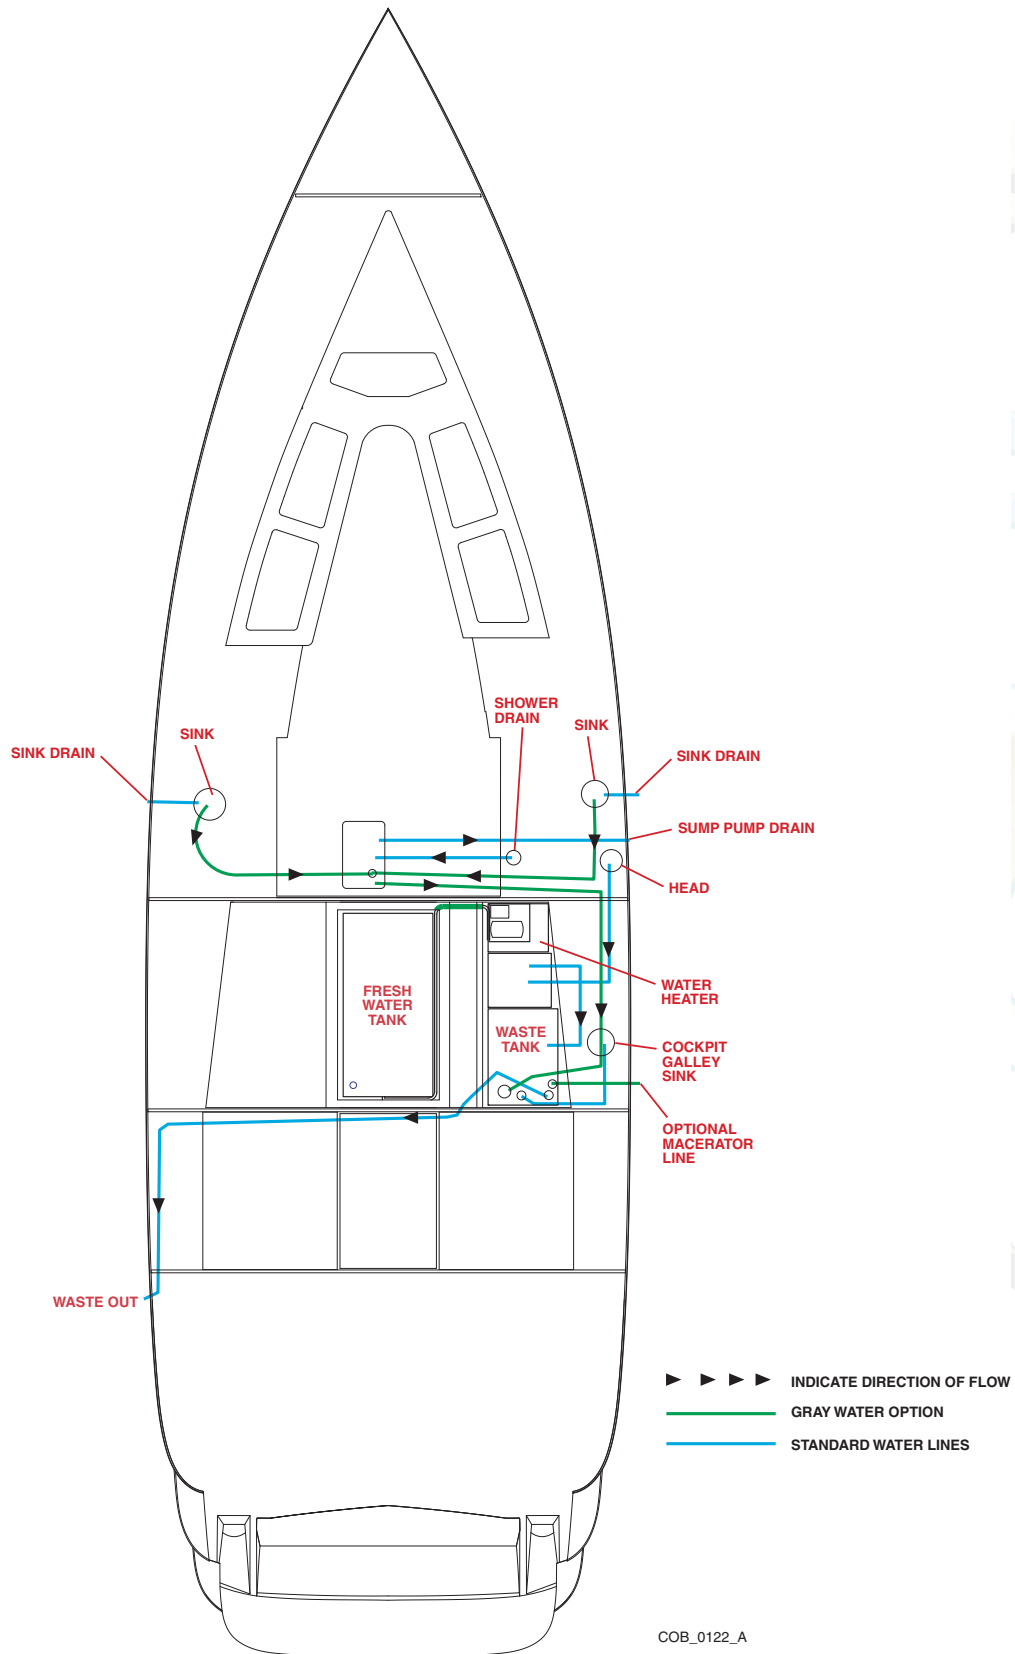 SHOWER
DRAIN
SINK
SINK
SINK DRAIN
SINK DRAIN
SUMP PUMP DRAIN
HEAD
FRESH
WATER
TANK
WATER
HEATER
WASTE
TANK
COCKPIT
GALLEY
SINK
OPTIONAL
MACERATOR
LINE
WASTE OUT
INDICATE DIRECTION OF FLOW
GRAY WATER OPTION
STANDARD WATER LINES
COB_0122_A